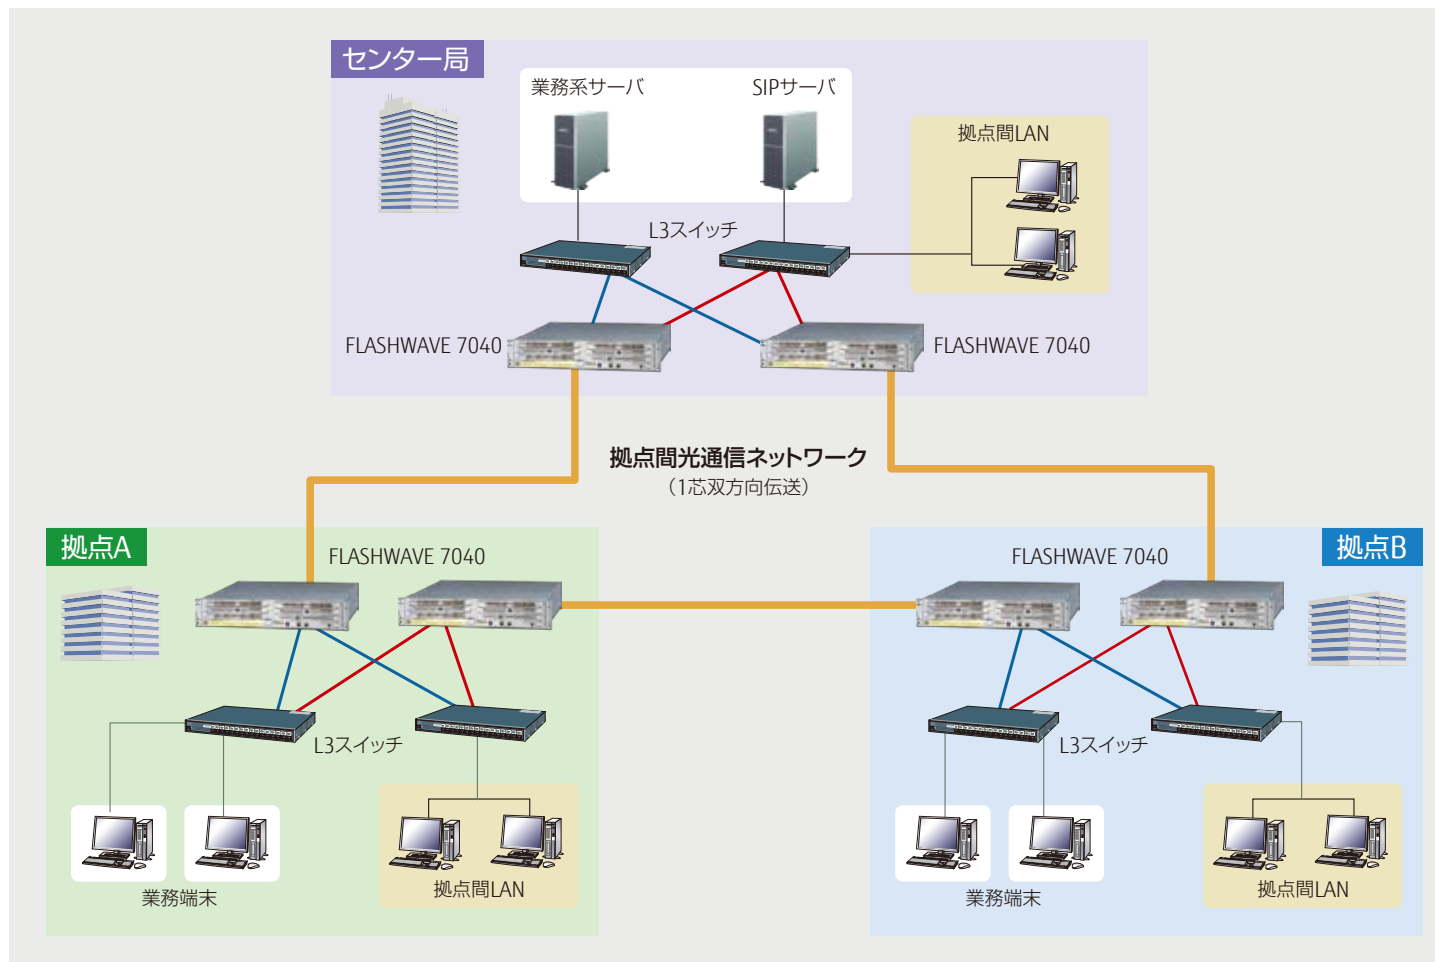 センター局
業務系サーバ
SIPサーバ
拠点間LAN
L3スイッチ
FLASHWAVE 7040
FLASHWAVE 7040
拠点間光通信ネットワーク
(1芯双方向伝送)
拠点A
FLASHWAVE 7040
L3スイッチ
業務端末
拠点間LAN
拠点B
FLASHWAVE 7040
L3スイッチ
業務端末
拠点間LAN